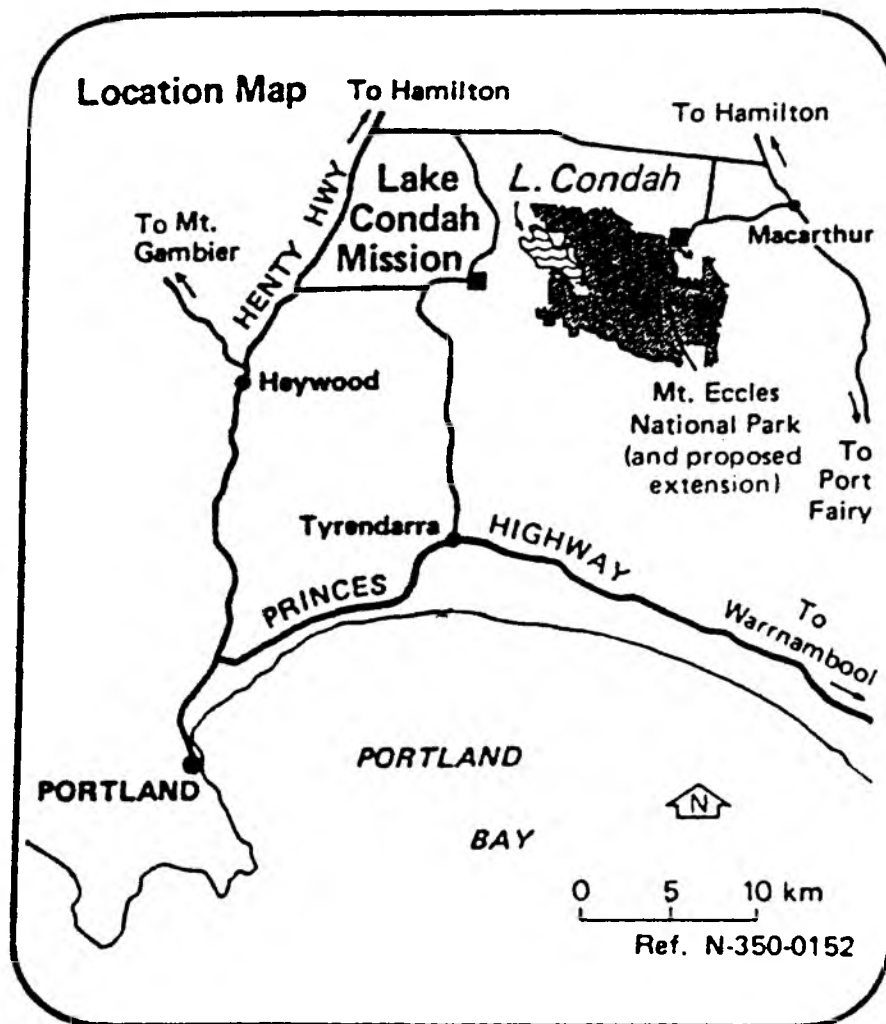 Location Map
To Hamilton
To Hamilton
HENTY HWY
Lake
Condah
Mission
L. Condah
To Mt.
Gambier
Macarthur
Heywood
Mt. Eccles
National Park
(and proposed
extension)
To
Port
Fairy
Tyrendarra
PRINCES
HIGHWAY
To
Warrnambool
PORTLAND
PORTLAND
BAY
N
0 5 10 km
Ref. N-350-0152